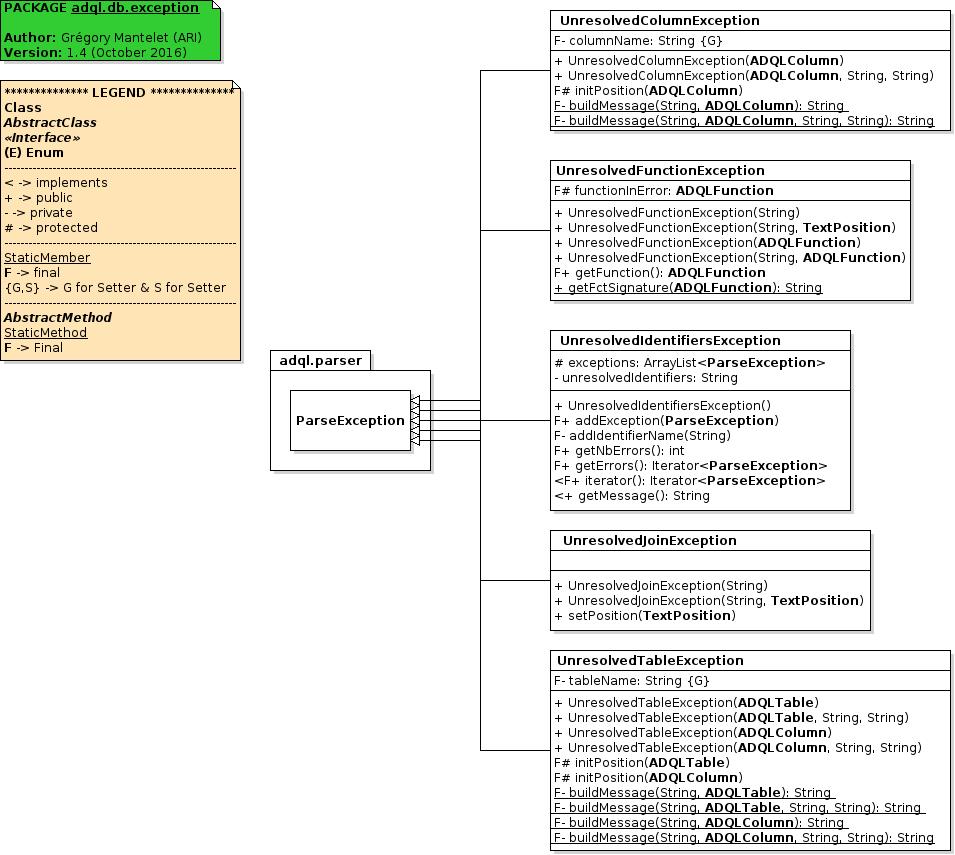 PACKAGE adql.db.exception
Author: Grégory Mantelet (ARI)
Version: 1.4 (October 2016)
************** LEGEND **************
Class
AbstractClass
«Interface»
(E) Enum
< -> implements
+ -> public
- -> private
# -> protected
StaticMember
F -> final
{G,S} -> G for Setter & S for Setter
AbstractMethod
StaticMethod
F -> Final
adql.parser
ParseException
UnresolvedColumnException
F- columnName: String {G}
+ UnresolvedColumnException(ADQLColumn)
+ UnresolvedColumnException(ADQLColumn, String, String)
F# initPosition(ADQLColumn)
F- buildMessage(String, ADQLColumn): String
F- buildMessage(String, ADQLColumn, String, String): String
UnresolvedFunctionException
F# functionInError: ADQLFunction
+ UnresolvedFunctionException(String)
+ UnresolvedFunctionException(String, TextPosition)
+ UnresolvedFunctionException(ADQLFunction)
+ UnresolvedFunctionException(String, ADQLFunction)
F+ getFunction(): ADQLFunction
+ getFctSignature(ADQLFunction): String
UnresolvedIdentifiersException
# exceptions: ArrayList<ParseException>
- unresolvedIdentifiers: String
+ UnresolvedIdentifiersException()
F+ addException(ParseException)
F- addIdentifierName(String)
F+ getNbErrors(): int
F+ getErrors(): Iterator<ParseException>
<F+ iterator(): Iterator<ParseException>
<+ getMessage(): String
UnresolvedJoinException
+ UnresolvedJoinException(String)
+ UnresolvedJoinException(String, TextPosition)
+ setPosition(TextPosition)
UnresolvedTableException
F- tableName: String {G}
+ UnresolvedTableException(ADQLTable)
+ UnresolvedTableException(ADQLTable, String, String)
+ UnresolvedTableException(ADQLColumn)
+ UnresolvedTableException(ADQLColumn, String, String)
F# initPosition(ADQLTable)
F# initPosition(ADQLColumn)
F- buildMessage(String, ADQLTable): String
F- buildMessage(String, ADQLTable, String, String): String
F- buildMessage(String, ADQLColumn): String
F- buildMessage(String, ADQLColumn, String, String): String